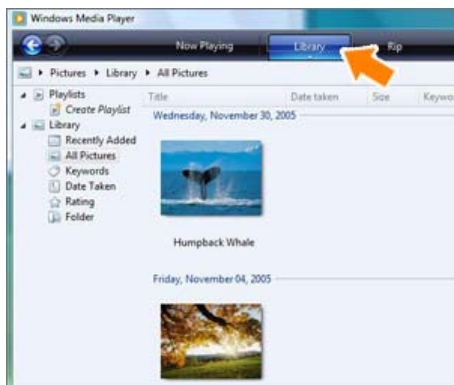 Windows Media Player
Now Playing Library Rip
Pictures Library All Pictures
Playlists
Create Playlist
Library
Recently Added
All Pictures
Keywords
Date Taken
Rating
Folder
Title Date taken Size Keywo
Wednesday, November 30, 2005
Humpback Whale
Friday, November 04, 2005